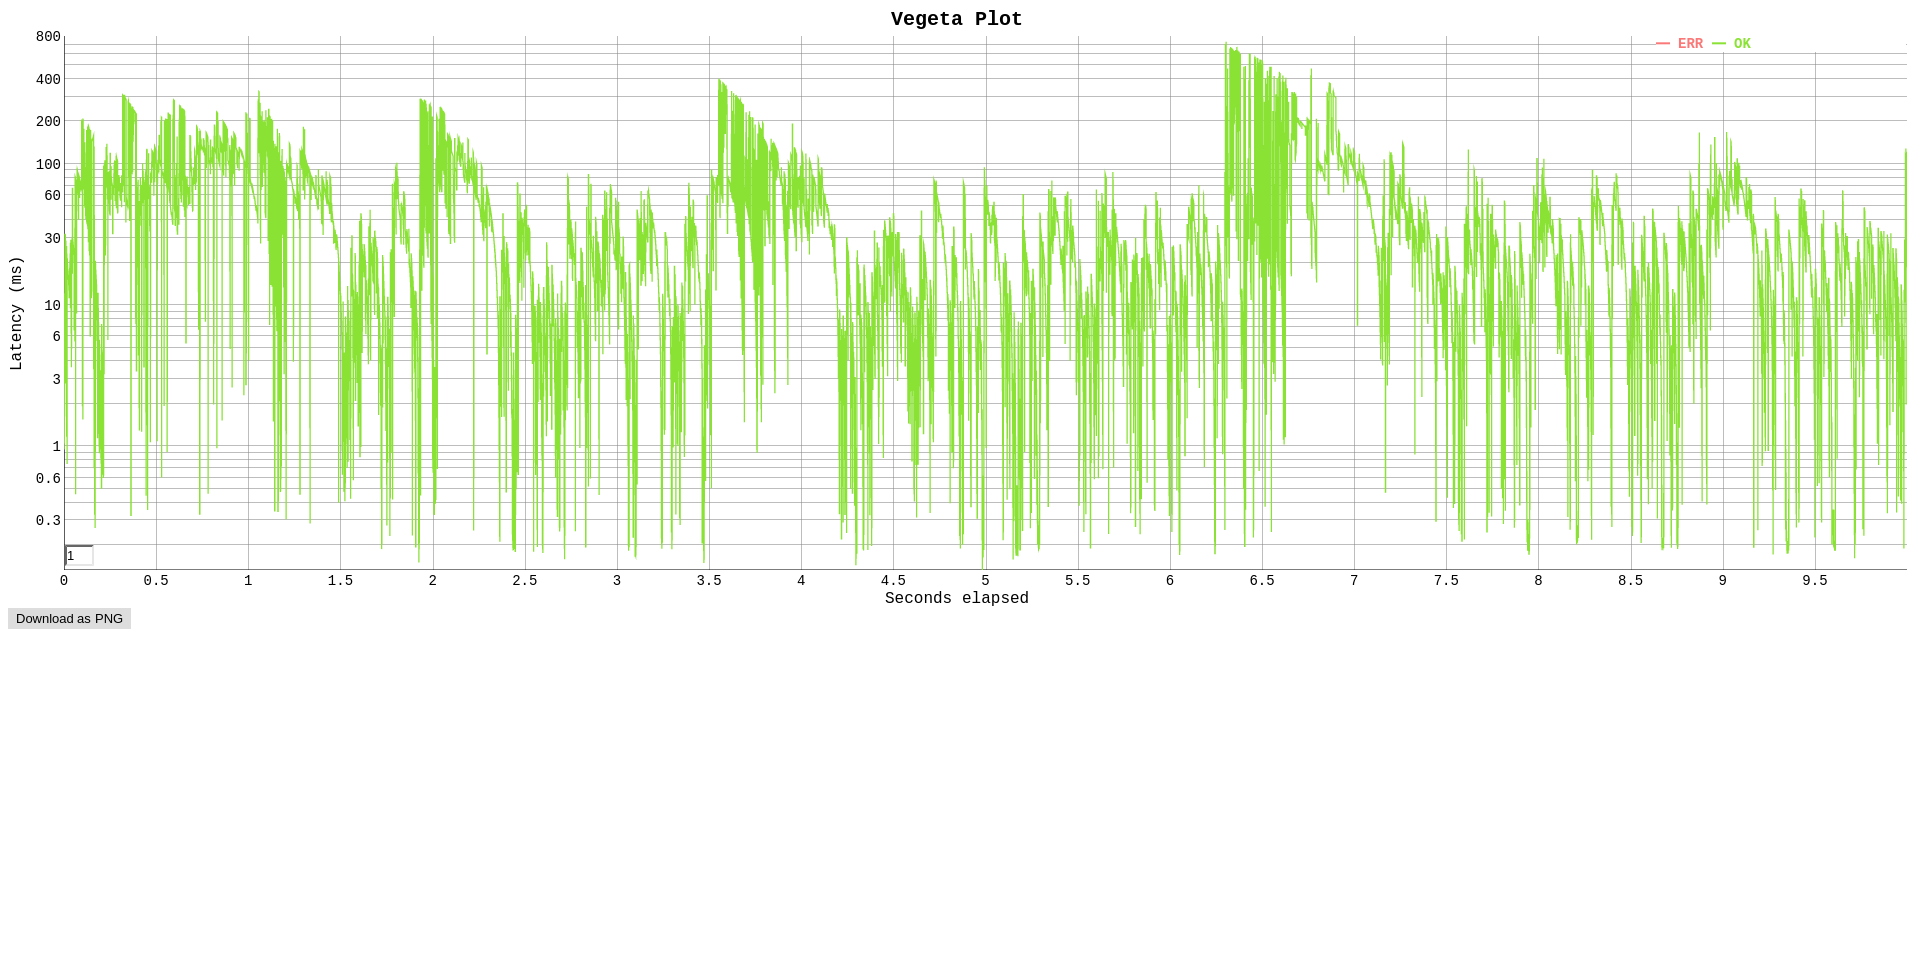 Vegeta Plot
ERR OK
800
400
200
100
60
30
10
6
3
1
0.6
0.3
Latency (ms)
1
0 0.5 1 1.5 2 2.5 3 3.5 4 4.5 5 5.5 6 6.5 7 7.5 8 8.5 9 9.5
Seconds elapsed
Download as PNG